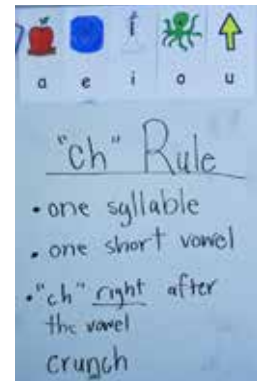 a e i o u
"ch" Rule
• one syllable
• one short vowel
• "ch" right after
the vowel
crunch